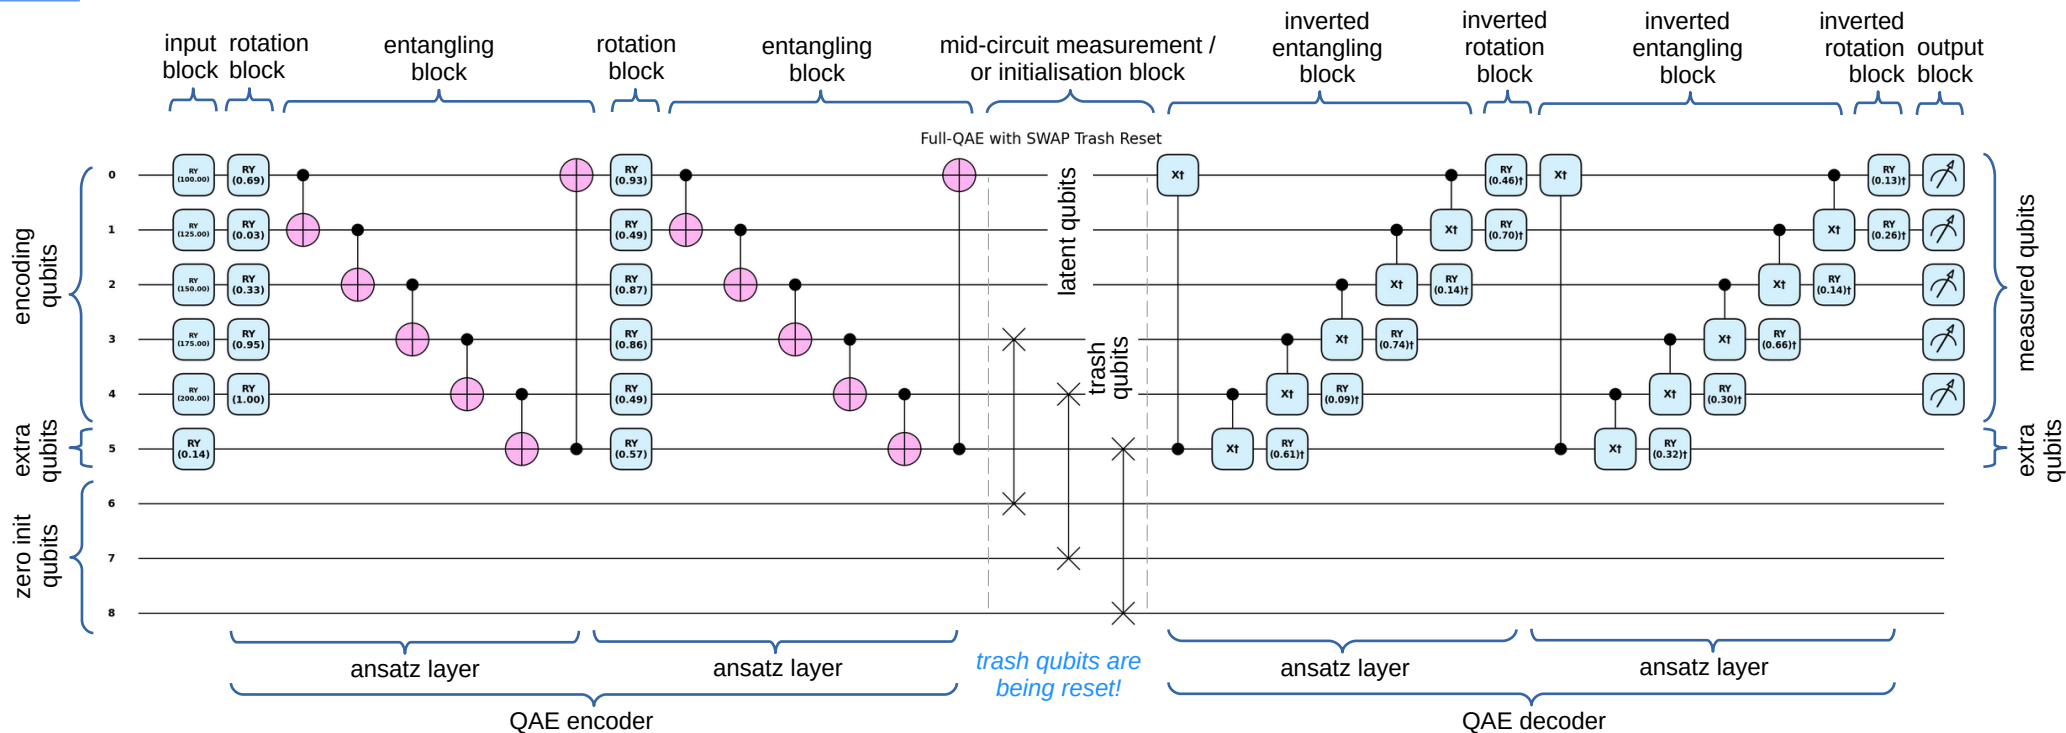 input block
rotation block
entangling block
rotation block
entangling block
mid-circuit measurement / or initialisation block
inverted entangling block
inverted rotation block
inverted entangling block
inverted rotation block
output block
Full-QAE with SWAP Trash Reset
encoding qubits
extra qubits
zero init qubits
0 RY (100.00) RY (0.69) RY (0.93) X† RY (0.46)† X† RY (0.13)†
1 RY (125.00) RY (0.03) RY (0.49) X† RY (0.70)† X† RY (0.26)†
2 RY (150.00) RY (0.33) RY (0.87) X† RY (0.14)† X† RY (0.14)†
3 RY (175.00) RY (0.95) RY (0.86) X† RY (0.74)† X† RY (0.66)†
4 RY (200.00) RY (1.00) RY (0.49) X† RY (0.09)† X† RY (0.30)†
5 RY (0.14) RY (0.57) X† RY (0.61)† X† RY (0.32)†
6
7
8
latent qubits
trash qubits
measured qubits
extra qubits
ansatz layer
ansatz layer
trash qubits are
being reset!
ansatz layer
ansatz layer
QAE encoder
QAE decoder